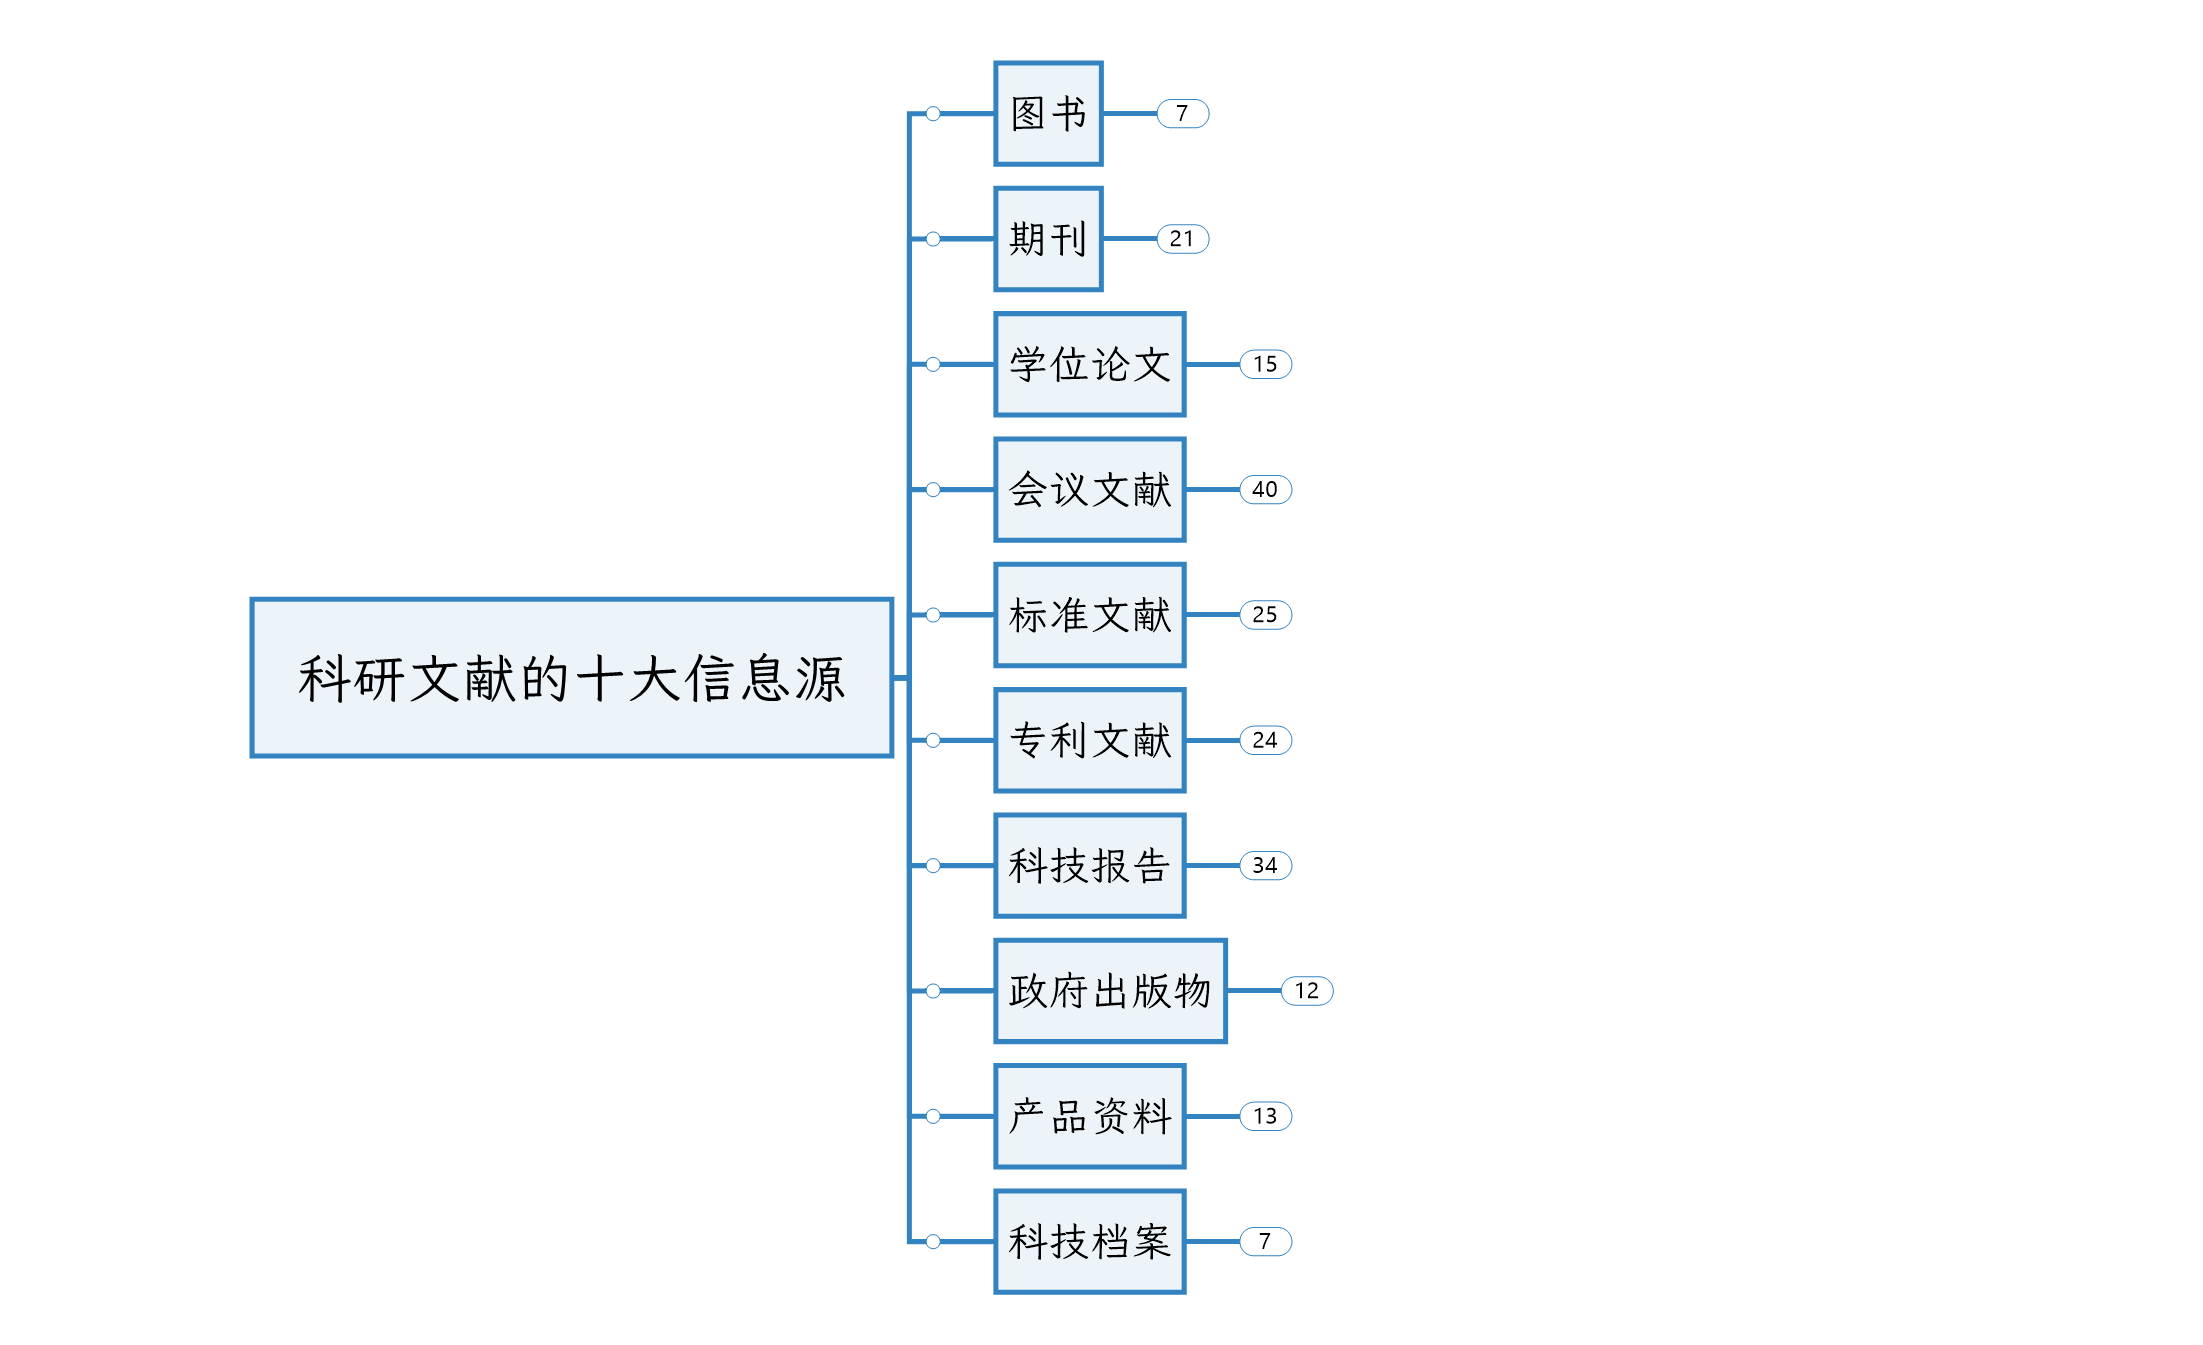 图书
7
期刊
21
学位论文
15
会议文献
40
标准文献
25
科研文献的十大信息源
专利文献
24
科技报告
34
政府出版物
12
产品资料
13
科技档案
7